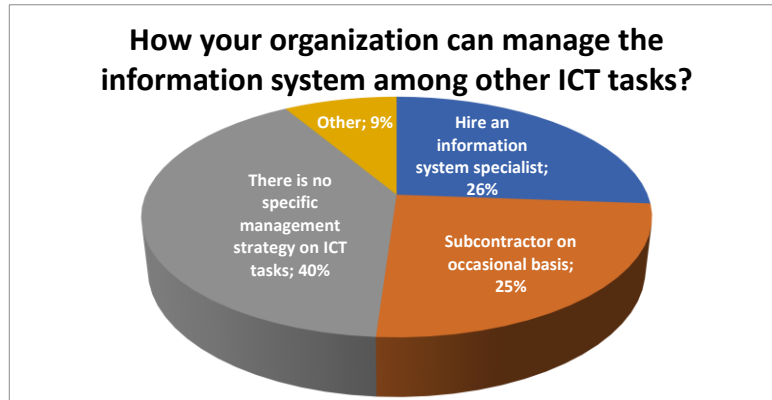 How your organization can manage the
information system among other ICT tasks?
Other; 9%
Hire an
information
system specialist;
26%
There is no
specific
management
strategy on ICT
tasks; 40%
Subcontractor on
occasional basis;
25%